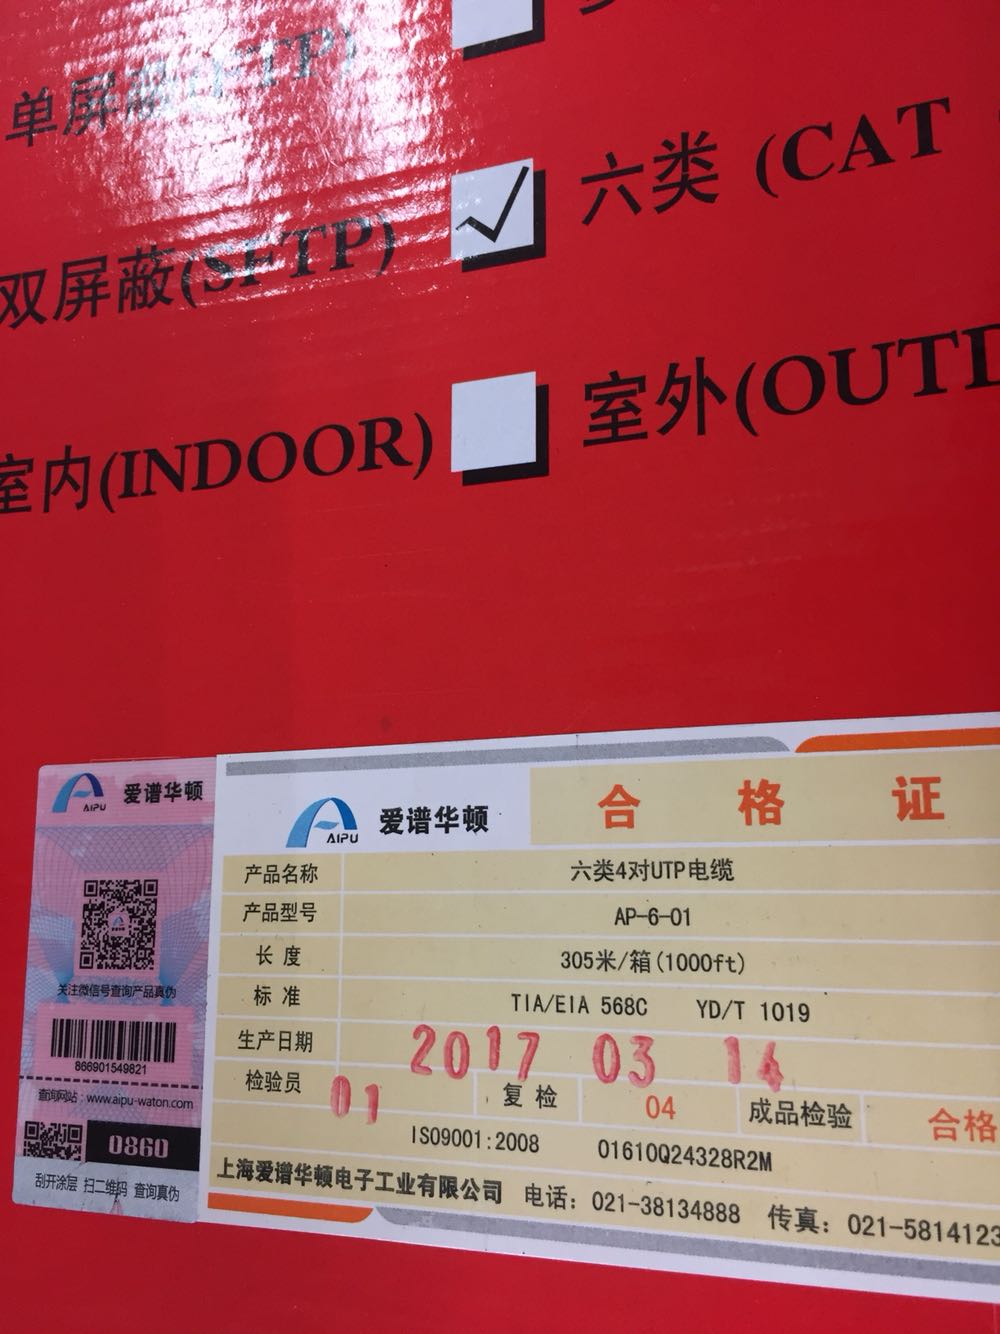 单屏蔽(FTP)
双屏蔽(SFTP)
六类 (CAT
室内(INDOOR)
室外(OUTD
AIPU 爱谱华顿
关注微信号查询产品真伪
866901549821
查询网站: www.aipu-waton.com
0860
刮开涂层 扫二维码 查询真伪
AIPU 爱谱华顿
合格证
产品名称 六类4对UTP电缆
产品型号 AP-6-01
长度 305米/箱(1000ft)
标准 TIA/EIA 568C YD/T 1019
生产日期 2017 03 14
检验员 01 复检 04 成品检验 合格
ISO9001:2008 01610Q24328R2M
上海爱谱华顿电子工业有限公司 电话: 021-38134888 传真: 021-5814123